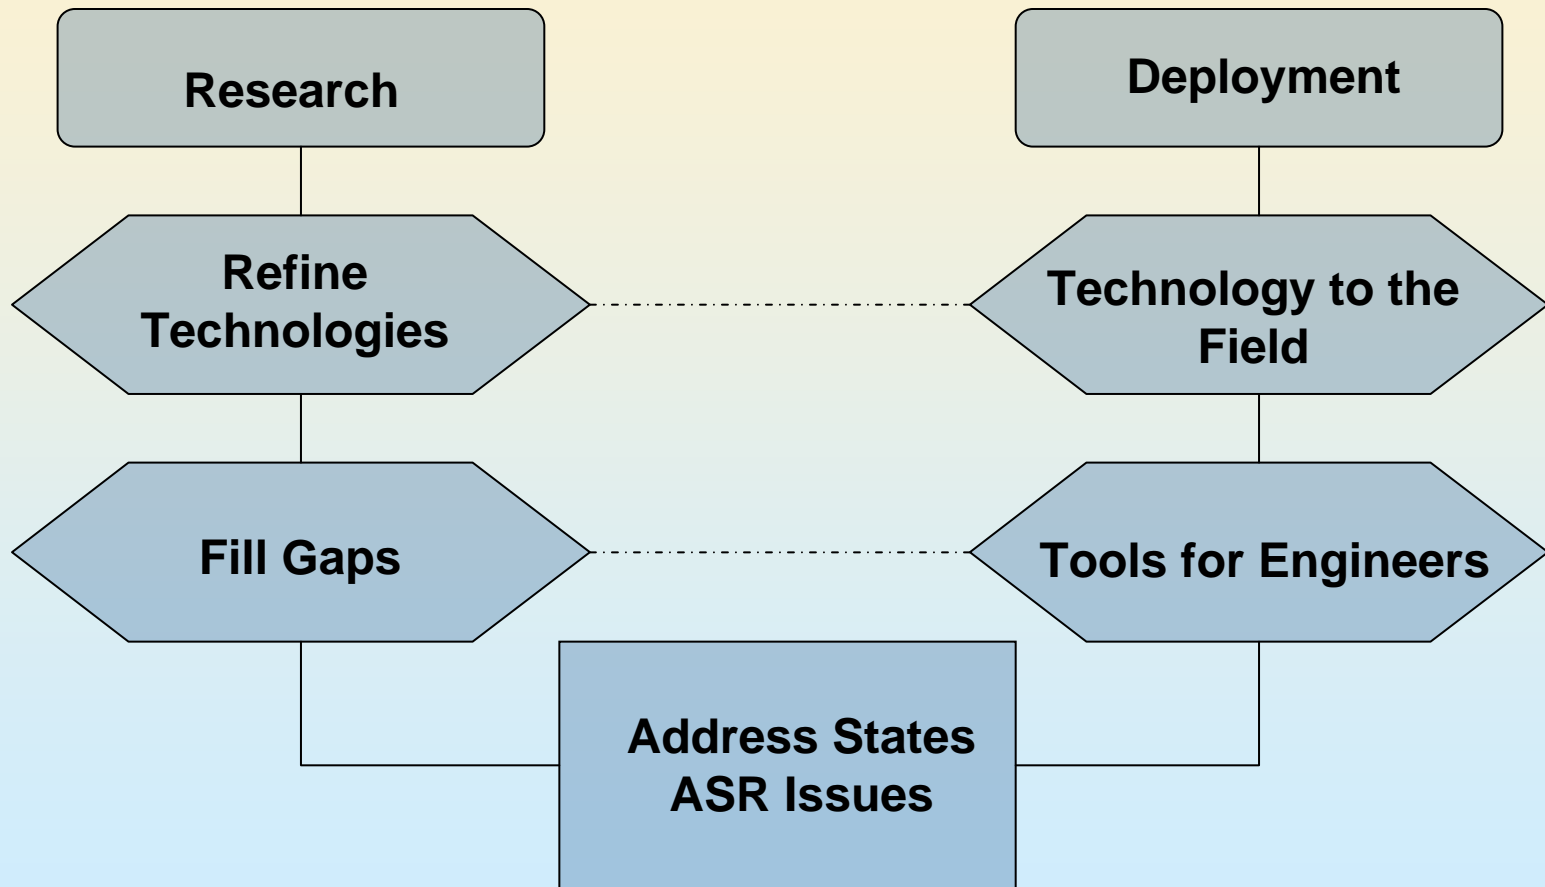 Research
Deployment
Refine
Technologies
Technology to the
Field
Fill Gaps
Tools for Engineers
Address States
ASR Issues